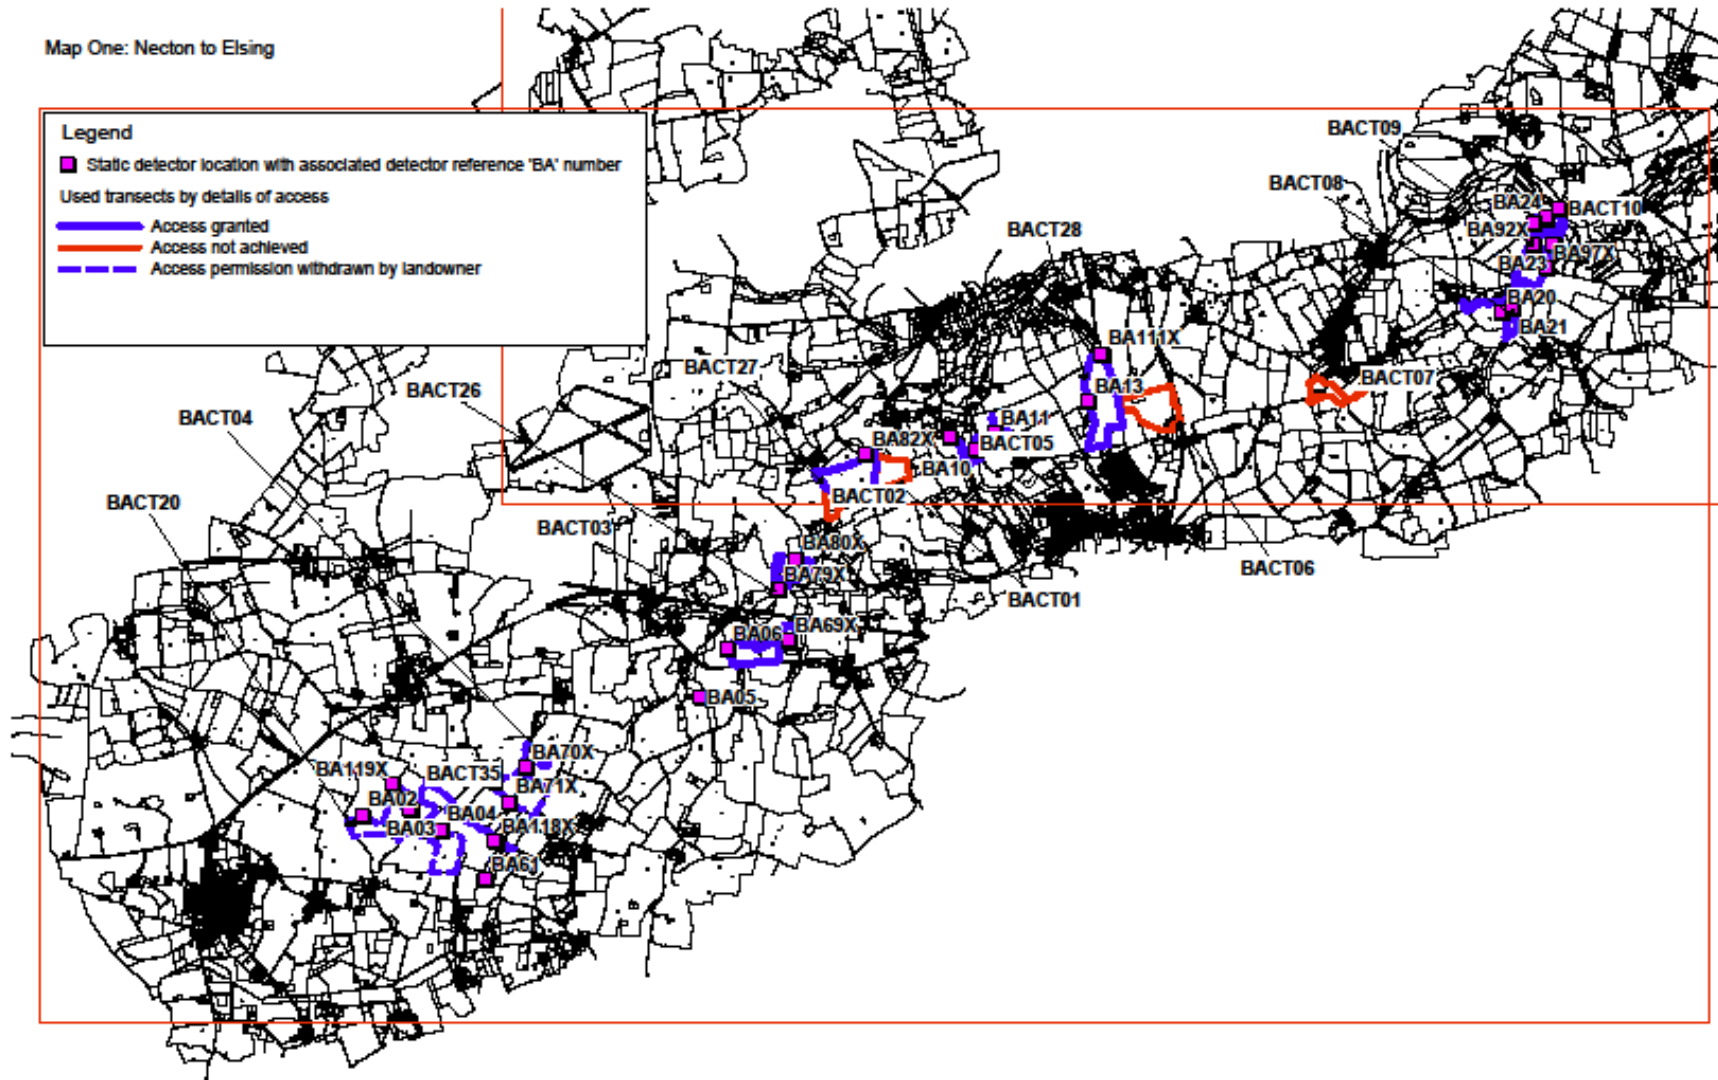 Map One: Necton to Elsing
Legend
Static detector location with associated detector reference 'BA' number
Used transects by details of access
Access granted
Access not achieved
Access permission withdrawn by landowner
BACT09
BACT08
BA24
BACT10
BA92X
BACT28
BA23
BA97X
BA20
BA21
BA111X
BACT27
BACT07
BACT26
BA13
BACT04
BA11
BA82X
BACT05
BA10
BACT02
BACT20
BACT03
BA80X
BACT06
BA79X
BACT01
BA69X
BA06
BA05
BA70X
BA119X
BACT35
BA71X
BA02
BA04
BA03
BA118X
BA61